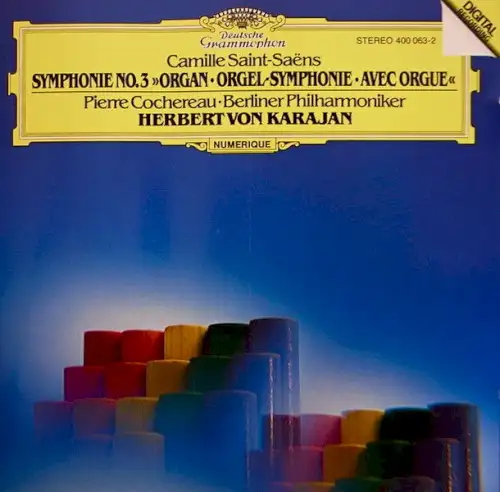 Deutsche
Grammophon
STEREO 400 063-2
DIGITAL
RECORDING
Camille Saint-Saëns
SYMPHONIE NO.3 »ORGAN · ORGEL-SYMPHONIE · AVEC ORGUE«
Pierre Cochereau · Berliner Philharmoniker
HERBERT VON KARAJAN
NUMERIQUE